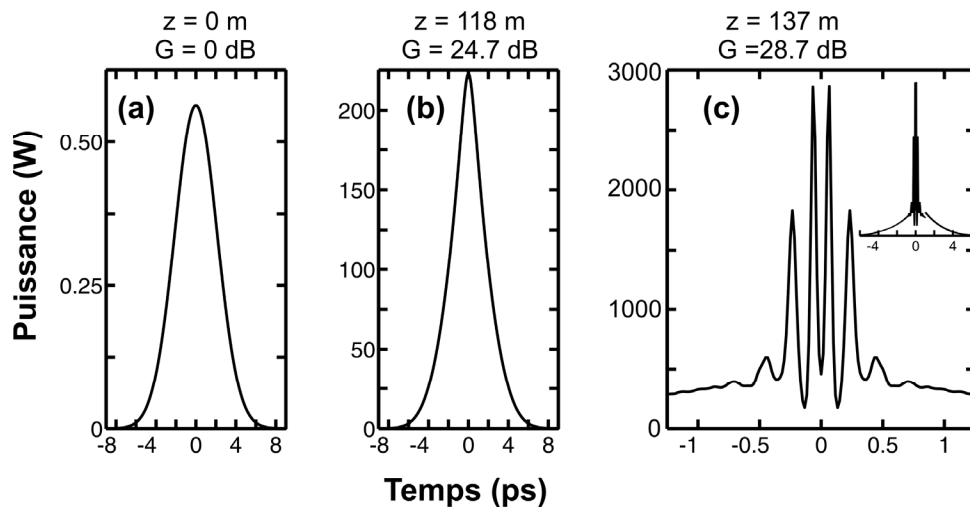 z = 0 m
G = 0 dB
z = 118 m
G = 24.7 dB
z = 137 m
G =28.7 dB
Puissance (W)
(a)
0.50
0.25
0
-8 -4 0 4 8
(b)
200
150
100
50
0
-8 -4 0 4 8
(c)
3000
2000
1000
0
-1 -0.5 0 0.5 1
-4 0 4
Temps (ps)